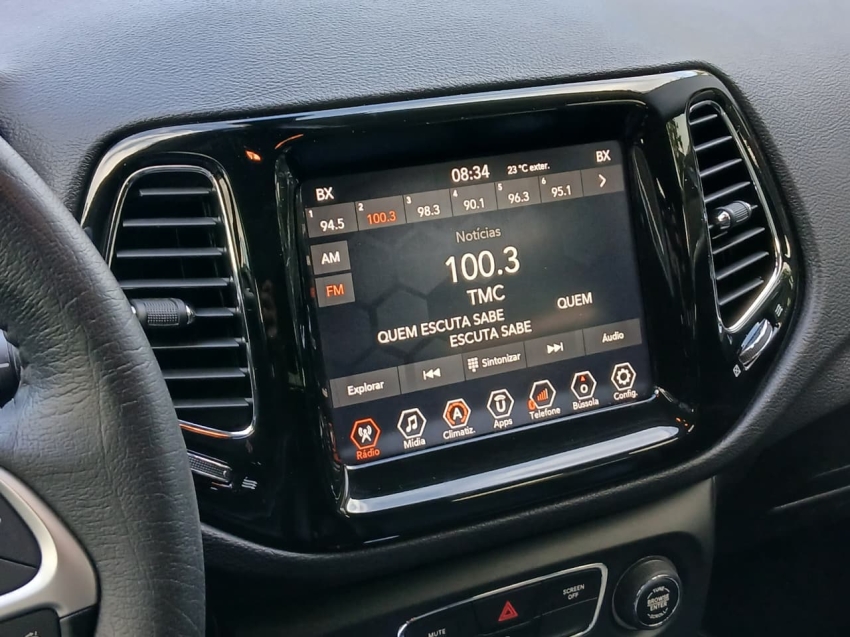 BX 08:34 23 °C exter. BX
1 94.5 2 100.3 3 98.3 4 90.1 5 96.3 6 95.1
Notícias
AM
100.3
FM
TMC
QUEM ESCUTA SABE QUEM
ESCUTA SABE
Explorar Sintonizar Áudio
Rádio Mídia Climatiz. Apps Telefone Bússola Config.
MUTE SCREEN OFF
BROWSE
ENTER